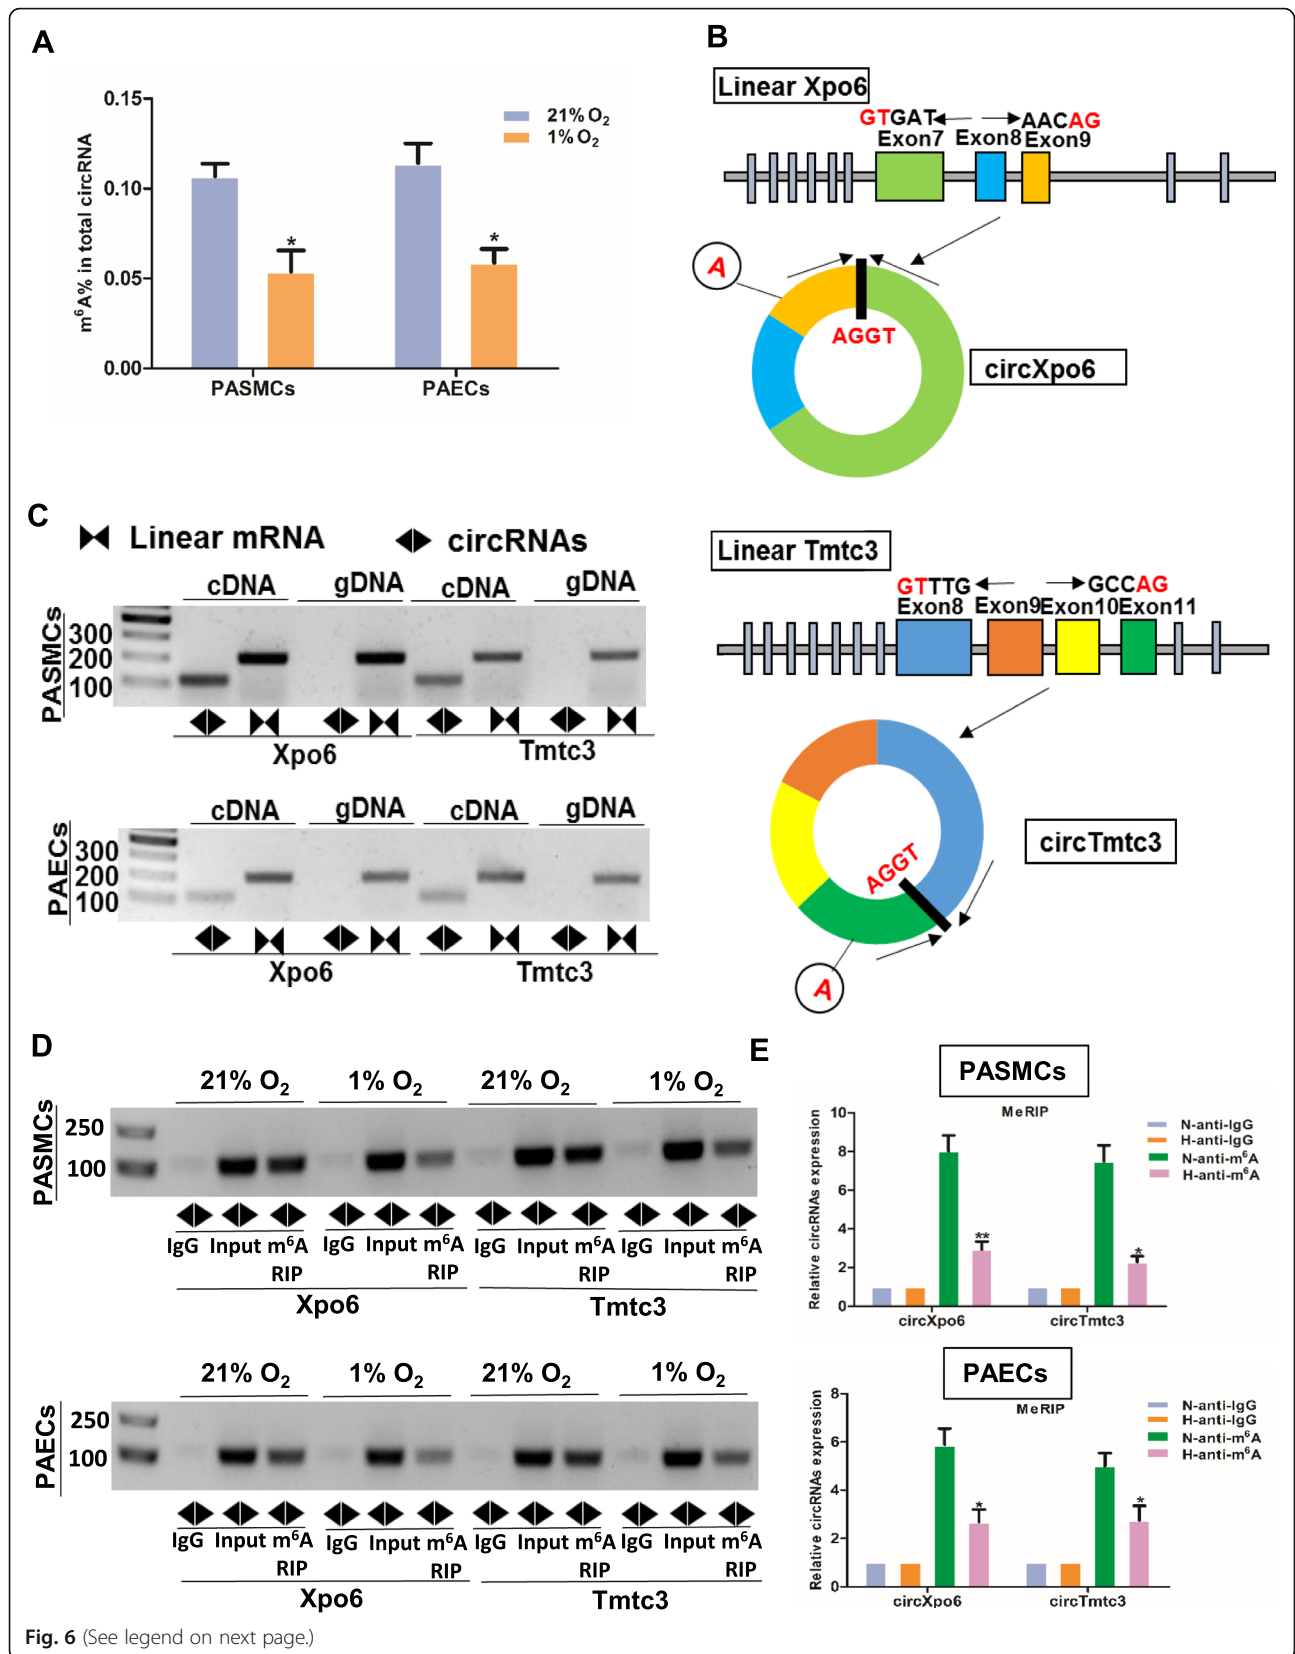 A
0.15
0.10
0.05
0.00
m6A% in total circRNA
21% O2
1% O2
*
*
PASMCs
PAECs
B
Linear Xpo6
GTGAT
AACAG
Exon7 Exon8 Exon9
A
AGGT
circXpo6
Linear Tmtc3
GTTTG
GCCAG
Exon8 Exon9 Exon10 Exon11
AGGT
circTmtc3
A
C
Linear mRNA
circRNAs
cDNA gDNA cDNA gDNA
PASMCs
300
200
100
Xpo6
Tmtc3
cDNA gDNA cDNA gDNA
PAECs
300
200
100
Xpo6
Tmtc3
D
21% O2 1% O2 21% O2 1% O2
PASMCs
250
100
IgG Input m6A IgG Input m6A IgG Input m6A IgG Input m6A
RIP RIP RIP RIP
Xpo6
Tmtc3
21% O2 1% O2 21% O2 1% O2
PAECs
250
100
IgG Input m6A IgG Input m6A IgG Input m6A IgG Input m6A
RIP RIP RIP RIP
Xpo6
Tmtc3
E
PASMCs
MeRIP
Relative circRNAs expression
10
8
6
4
2
0
N-anti-IgG
H-anti-IgG
N-anti-m6A
H-anti-m6A
**
*
circXpo6
circTmtc3
PAECs
MeRIP
Relative circRNAs expression
8
6
4
2
0
N-anti-IgG
H-anti-IgG
N-anti-m6A
H-anti-m6A
*
*
circXpo6
circTmtc3
Fig. 6 (See legend on next page.)